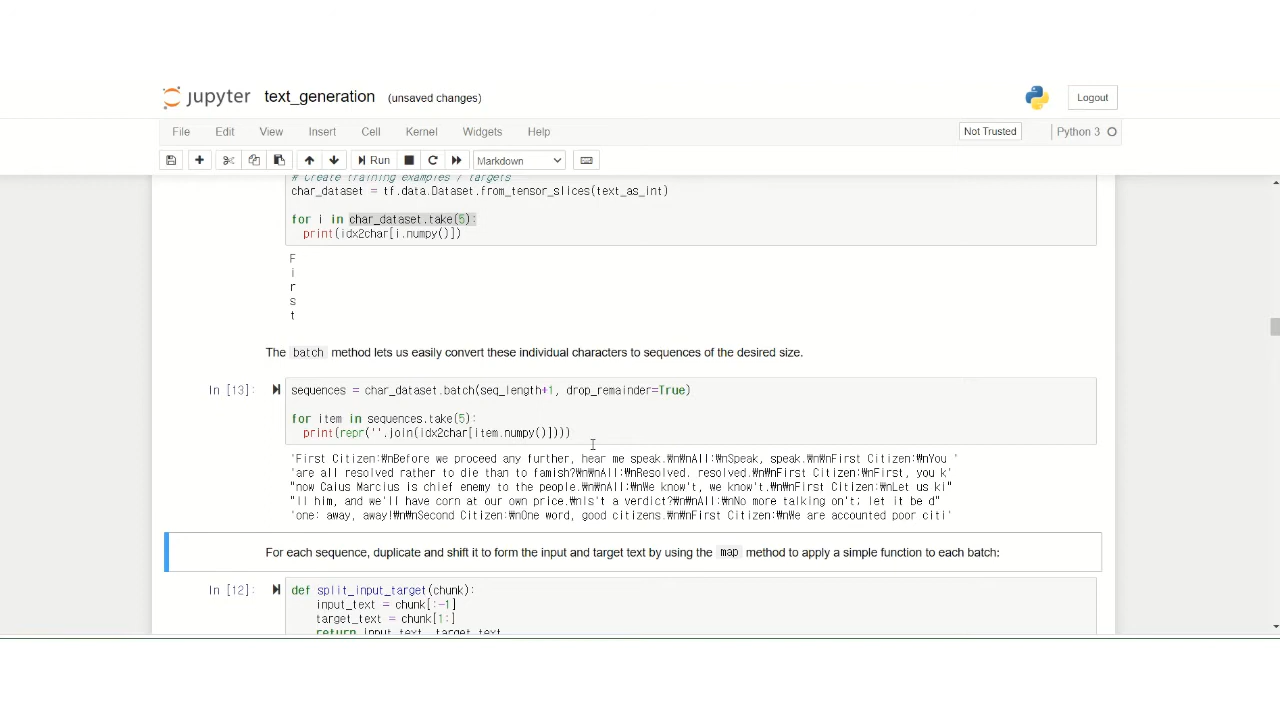 jupyter text_generation (unsaved changes) Logout
File Edit View Insert Cell Kernel Widgets Help Not Trusted Python 3
Run Markdown
# Create training examples / targets
char_dataset = tf.data.Dataset.from_tensor_slices(text_as_int)
for i in char_dataset.take(5):
print(idx2char[i.numpy()])
F
i
r
s
t
The batch method lets us easily convert these individual characters to sequences of the desired size.
In [13]: sequences = char_dataset.batch(seq_length+1, drop_remainder=True)
for item in sequences.take(5):
print(repr(''.join(idx2char[item.numpy()])))
'First Citizen:₩nBefore we proceed any further, hear me speak.₩n₩nAll:₩nSpeak, speak.₩n₩nFirst Citizen:₩nYou '
'are all resolved rather to die than to famish?₩n₩nAll:₩nResolved. resolved.₩n₩nFirst Citizen:₩nFirst, you k'
"now Caius Marcius is chief enemy to the people.₩n₩nAll:₩nWe know't, we know't.₩n₩nFirst Citizen:₩nLet us ki"
"ll him, and we'll have corn at our own price.₩nIs't a verdict?₩n₩nAll:₩nNo more talking on't; let it be d"
'one: away, away!₩n₩nSecond Citizen:₩nOne word, good citizens.₩n₩nFirst Citizen:₩nWe are accounted poor citi'
For each sequence, duplicate and shift it to form the input and target text by using the map method to apply a simple function to each batch:
In [12]: def split_input_target(chunk):
input_text = chunk[:-1]
target_text = chunk[1:]
return input_text, target_text